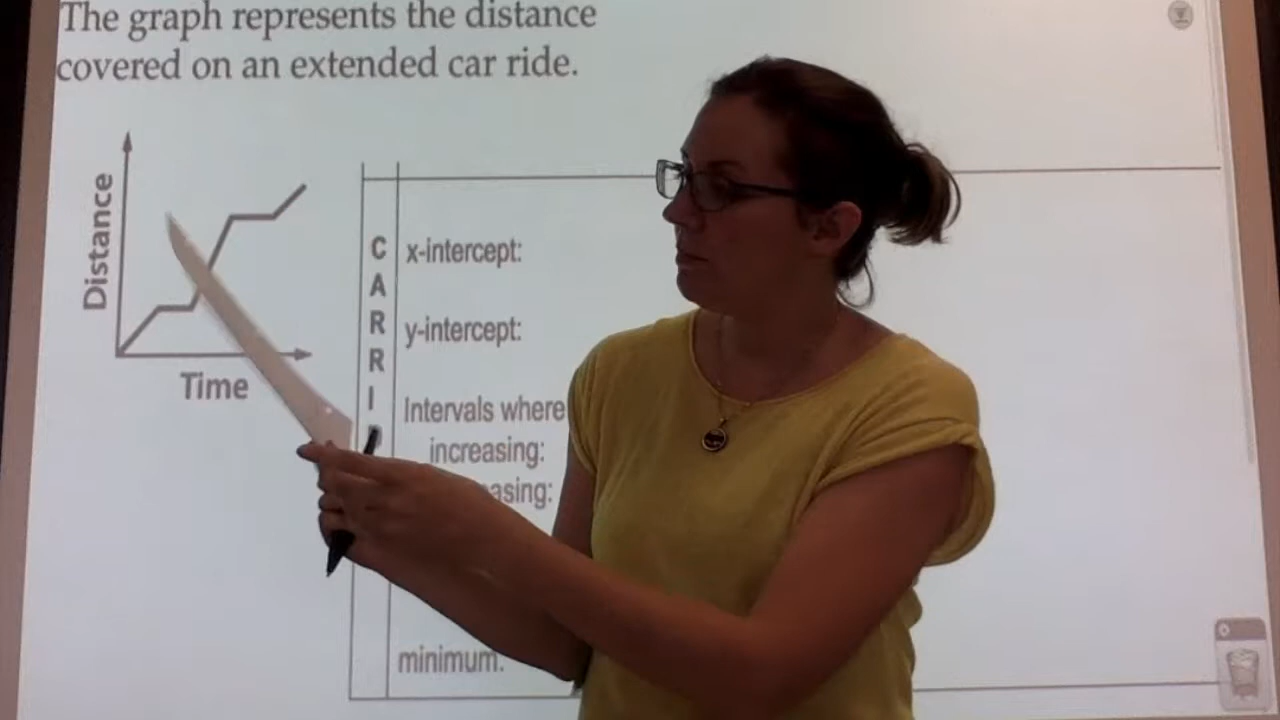 The graph represents the distance
covered on an extended car ride.
Distance
Time
C
A
R
R
I
x-intercept:
y-intercept:
Intervals where
increasing:
asing:
minimum: